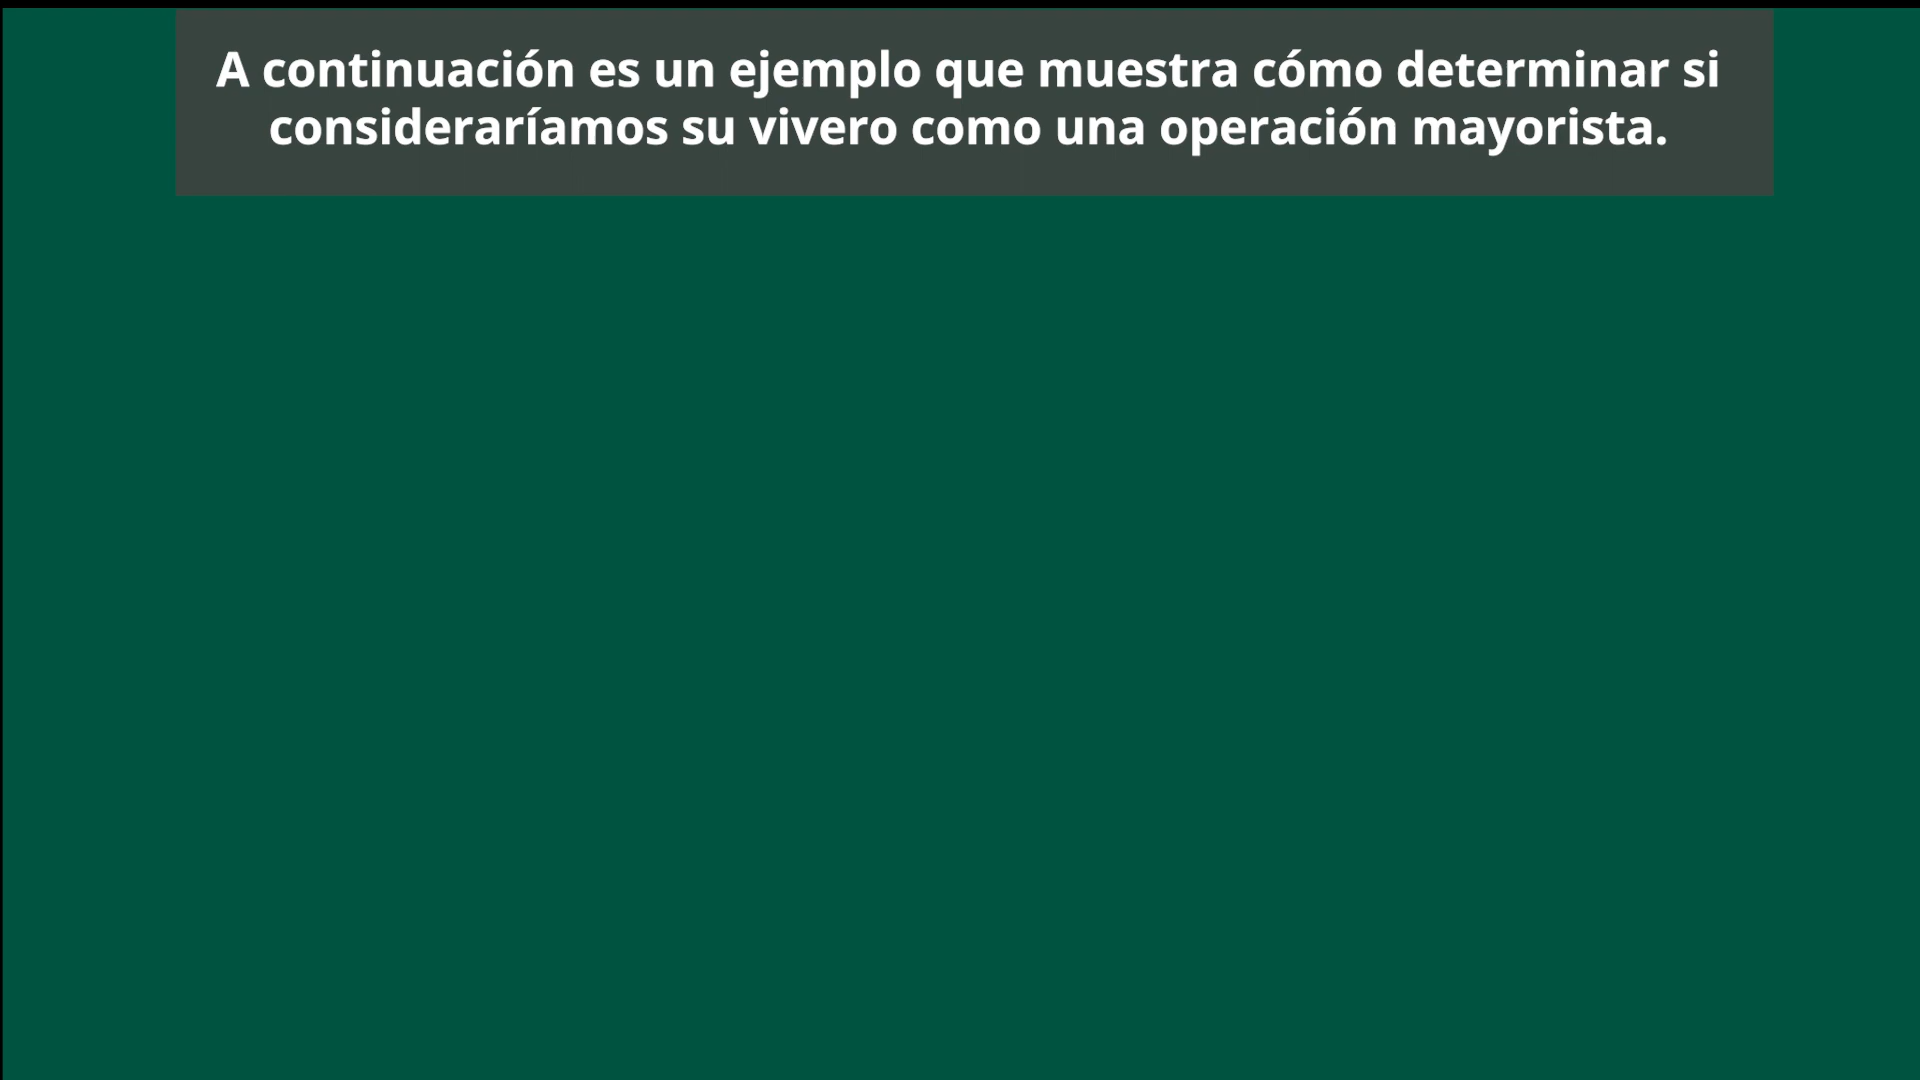 A continuación es un ejemplo que muestra cómo determinar si
consideraríamos su vivero como una operación mayorista.